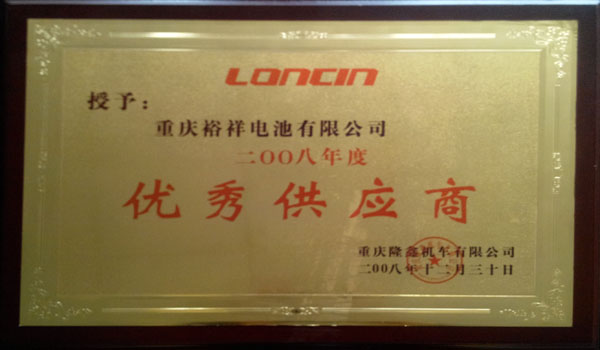 LONCIN
授予：
重庆裕祥电池有限公司
二OO八年度
优秀供应商
重庆隆鑫机车有限公司
二OO八年十二月三十日